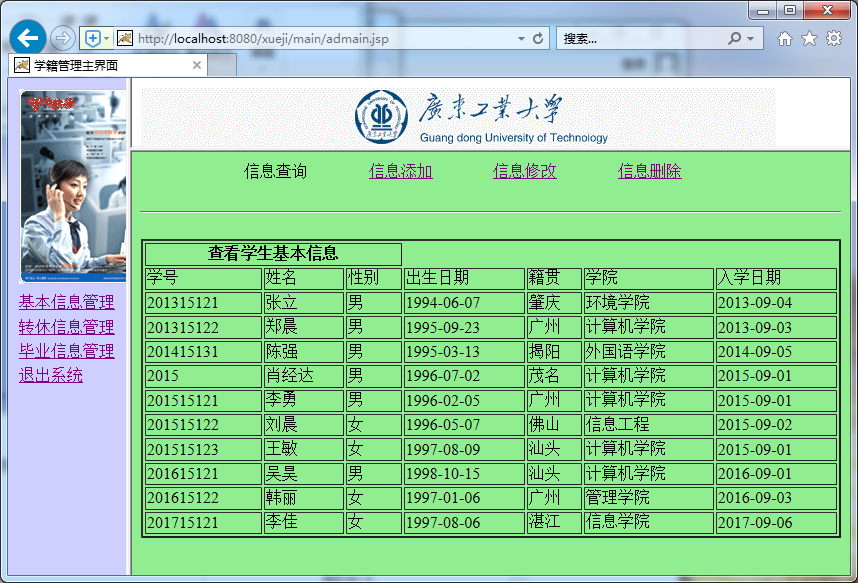 http://localhost:8080/xueji/main/admain.jsp
搜索...
学籍管理主界面
广东工业大学
Guang dong University of Technology
基本信息管理
转休信息管理
毕业信息管理
退出系统
信息查询 信息添加 信息修改 信息删除
查看学生基本信息
学号 姓名 性别 出生日期 籍贯 学院 入学日期
201315121 张立 男 1994-06-07 肇庆 环境学院 2013-09-04
201315122 郑晨 男 1995-09-23 广州 计算机学院 2013-09-03
201415131 陈强 男 1995-03-13 揭阳 外国语学院 2014-09-05
2015 肖经达 男 1996-07-02 茂名 计算机学院 2015-09-01
201515121 李勇 男 1996-02-05 广州 计算机学院 2015-09-01
201515122 刘晨 女 1996-05-07 佛山 信息工程 2015-09-02
201515123 王敏 女 1997-08-09 汕头 计算机学院 2015-09-01
201615121 吴昊 男 1998-10-15 汕头 计算机学院 2016-09-01
201615122 韩丽 女 1997-01-06 广州 管理学院 2016-09-03
201715121 李佳 女 1997-08-06 湛江 信息学院 2017-09-06